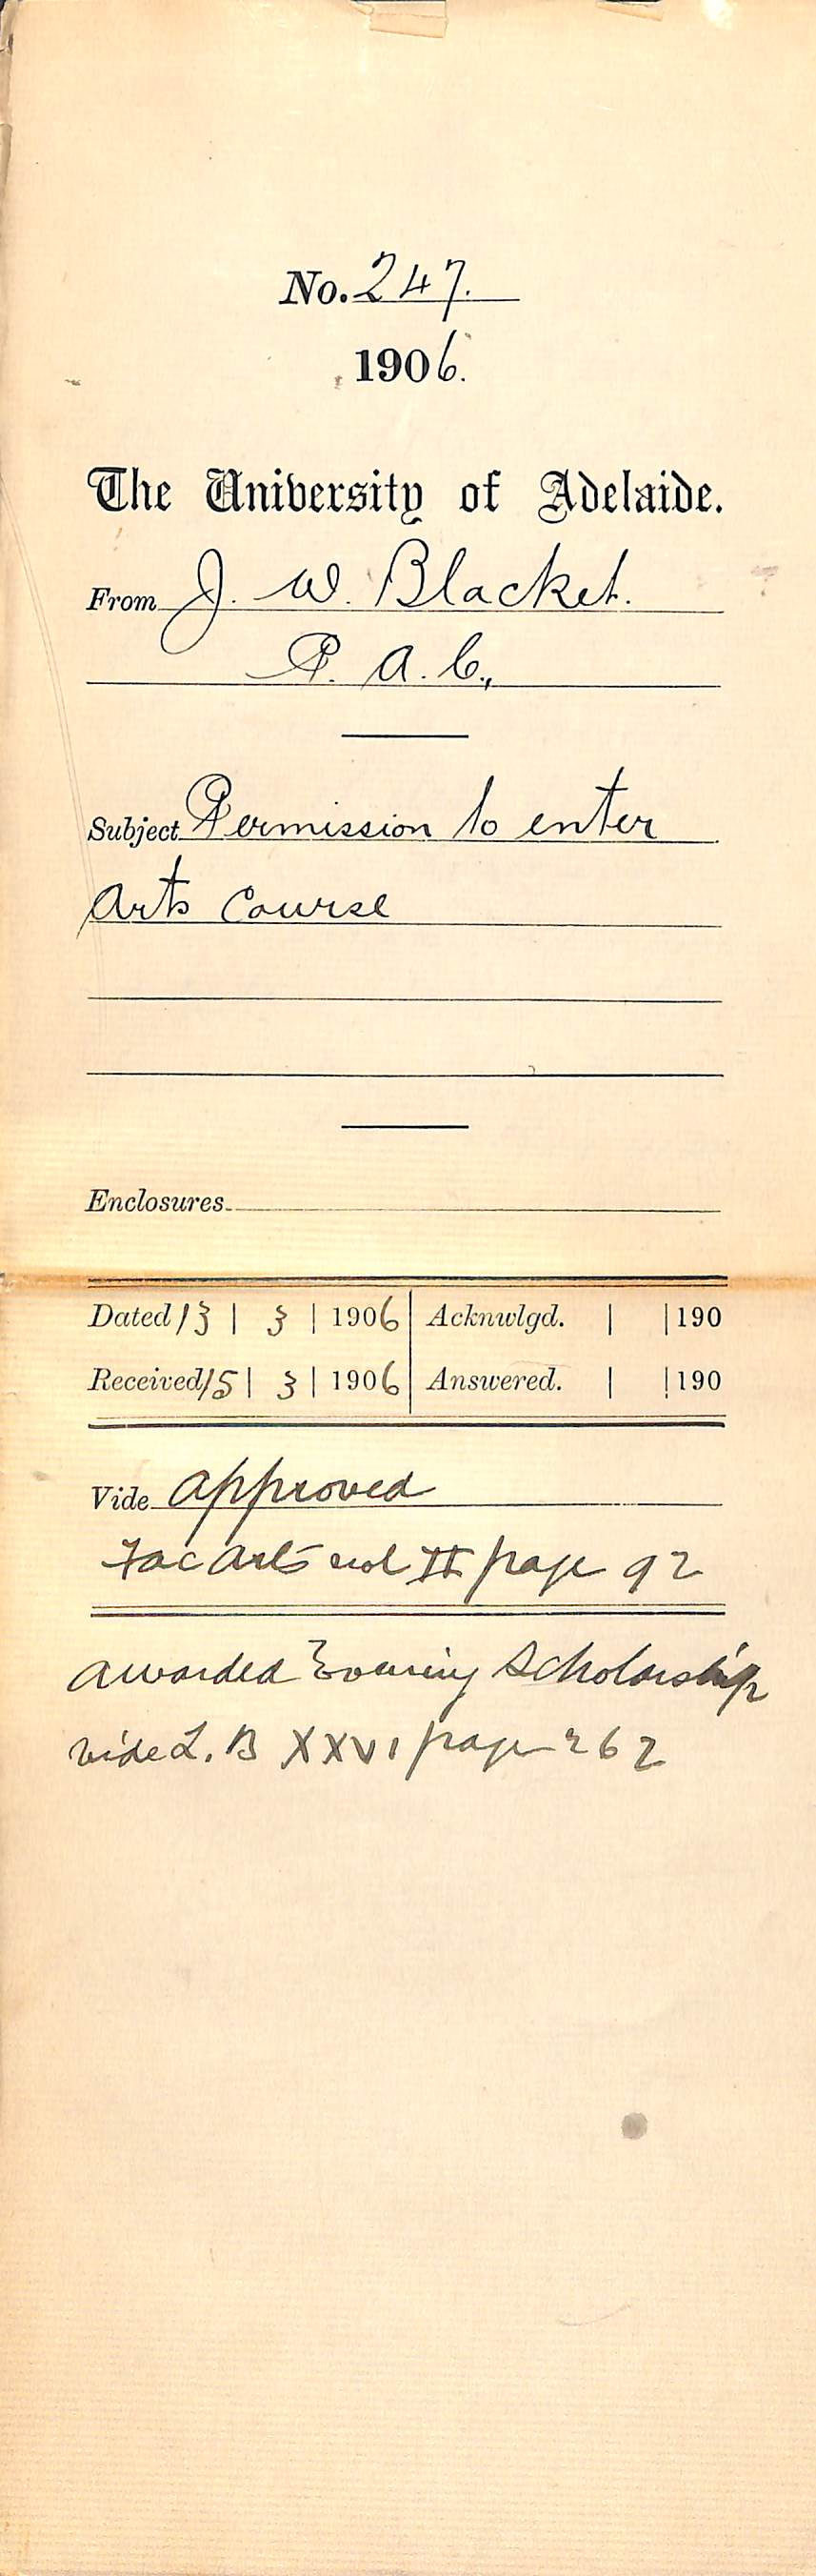 No. 247.
1906.
The University of Adelaide.
From J. W. Blacket.
P. A. C.,
Subject Permission to enter
Arts Course
Enclosures
Dated 13 | 3 | 1906 Acknwlgd. | | 190
Received 15 | 3 | 1906 Answered. | | 190
Vide approved
Fac Arts vol II page 92
awarded Evening Scholarship
vide L. B XXVI page 262